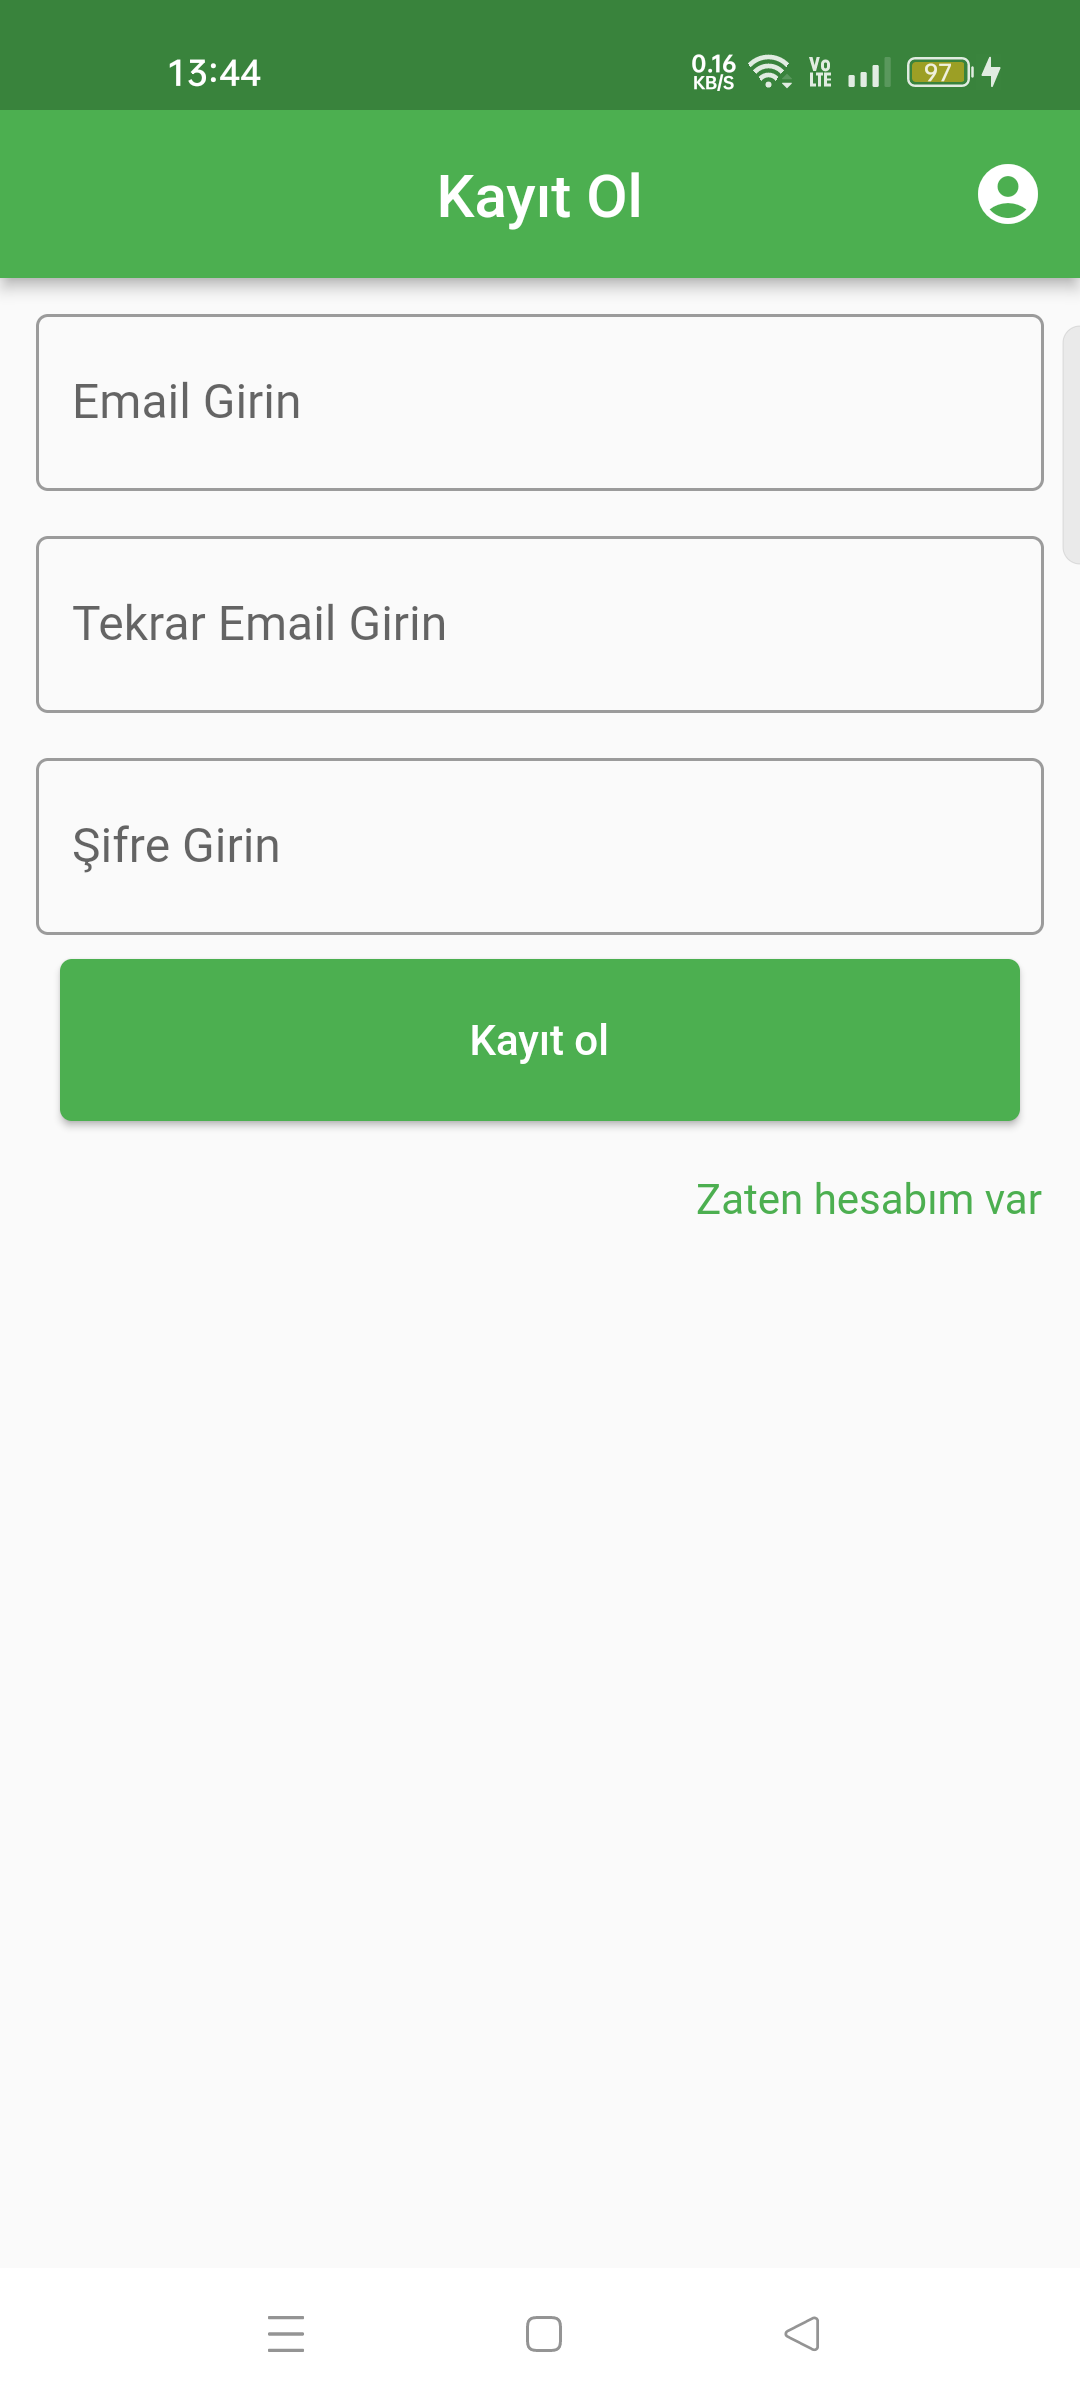 13:44
0.16
KB/S
Vo
LTE
97
Kayıt Ol
Email Girin
Tekrar Email Girin
Şifre Girin
Kayıt ol
Zaten hesabım var